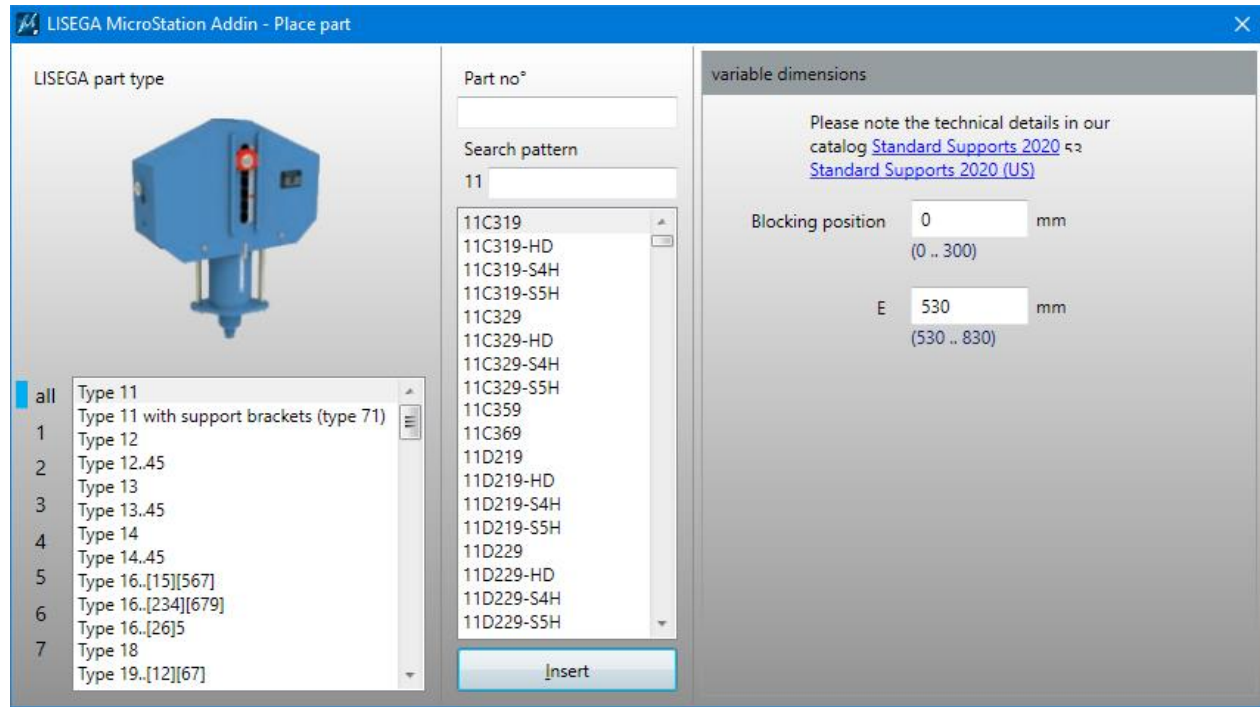 LISEGA MicroStation Addin - Place part
LISEGA part type
all
1
2
3
4
5
6
7
Type 11
Type 11 with support brackets (type 71)
Type 12
Type 12..45
Type 13
Type 13..45
Type 14
Type 14..45
Type 16..[15][567]
Type 16..[234][679]
Type 16..[26]5
Type 18
Type 19..[12][67]
Part no°
Search pattern
11
11C319
11C319-HD
11C319-S4H
11C319-S5H
11C329
11C329-HD
11C329-S4H
11C329-S5H
11C359
11C369
11D219
11D219-HD
11D219-S4H
11D219-S5H
11D229
11D229-HD
11D229-S4H
11D229-S5H
Insert
variable dimensions
Please note the technical details in our
catalog Standard Supports 2020
Standard Supports 2020 (US)
Blocking position 0 mm
(0 .. 300)
E 530 mm
(530 .. 830)